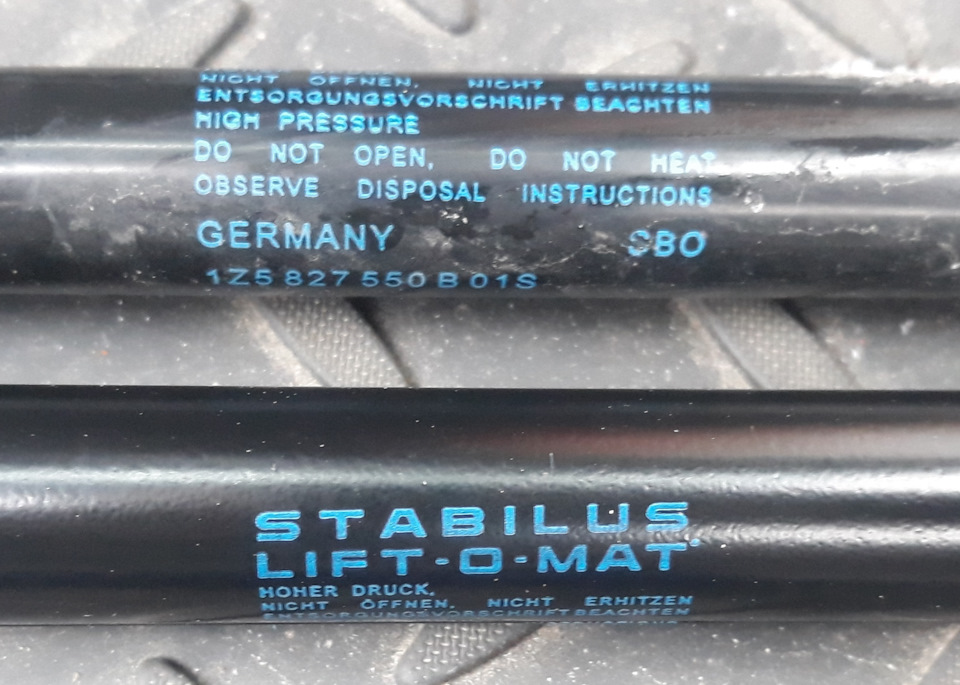 NICHT ÖFFNEN, NICHT ERHITZEN
ENTSORGUNGSVORSCHRIFT BEACHTEN
HIGH PRESSURE
DO NOT OPEN, DO NOT HEAT
OBSERVE DISPOSAL INSTRUCTIONS
GERMANY
1Z5 827 550 B 01S
STABILUS
LIFT-O-MAT
HOHER DRUCK,
NICHT ÖFFNEN, NICHT ERHITZEN
ENTSORGUNGSVORSCHRIFT BEACHTEN